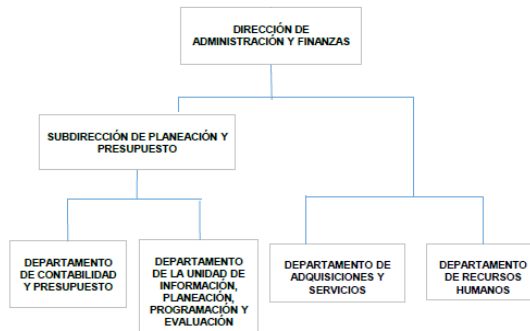 DIRECCIÓN DE
ADMINISTRACIÓN Y FINANZAS
SUBDIRECCIÓN DE PLANEACIÓN Y
PRESUPUESTO
DEPARTAMENTO
DE CONTABILIDAD
Y PRESUPUESTO
DEPARTAMENTO
DE LA UNIDAD DE
INFORMACIÓN,
PLANEACIÓN,
PROGRAMACIÓN Y
EVALUACIÓN
DEPARTAMENTO DE
ADQUISICIONES Y
SERVICIOS
DEPARTAMENTO
DE RECURSOS
HUMANOS